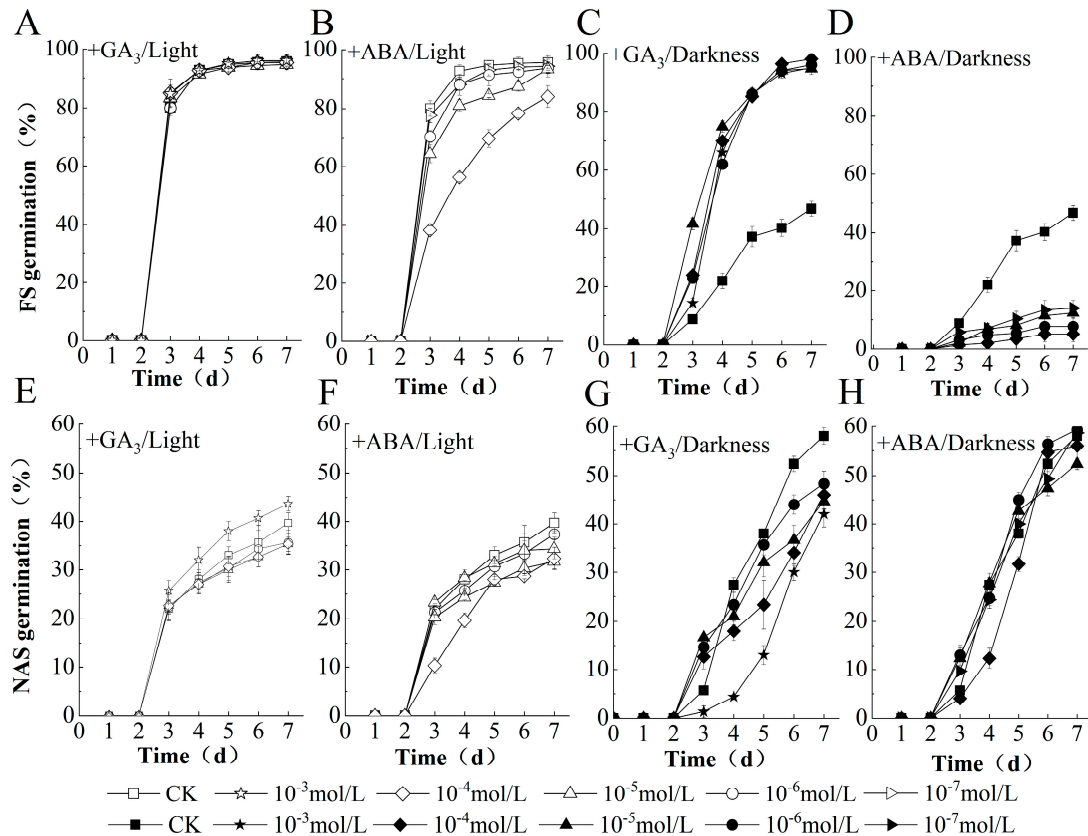 A
B
C
D
+GA₃/Light
+ABA/Light
+GA₃/Darkness
+ABA/Darkness
FS germination（%）
100
80
60
40
20
0
0 1 2 3 4 5 6 7
Time（d）
100
80
60
40
20
0
0 1 2 3 4 5 6 7
Time（d）
100
80
60
40
20
0
0 1 2 3 4 5 6 7
Time（d）
100
80
60
40
20
0
0 1 2 3 4 5 6 7
Time（d）
E
F
G
H
+GA₃/Light
+ABA/Light
+GA₃/Darkness
+ABA/Darkness
NAS germination（%）
60
50
40
30
20
10
0
0 1 2 3 4 5 6 7
Time（d）
60
50
40
30
20
10
0
0 1 2 3 4 5 6 7
Time（d）
60
50
40
30
20
10
0
0 1 2 3 4 5 6 7
Time（d）
60
50
40
30
20
10
0
0 1 2 3 4 5 6 7
Time（d）
CK 10⁻³mol/L 10⁻⁴mol/L 10⁻⁵mol/L 10⁻⁶mol/L 10⁻⁷mol/L
CK 10⁻³mol/L 10⁻⁴mol/L 10⁻⁵mol/L 10⁻⁶mol/L 10⁻⁷mol/L